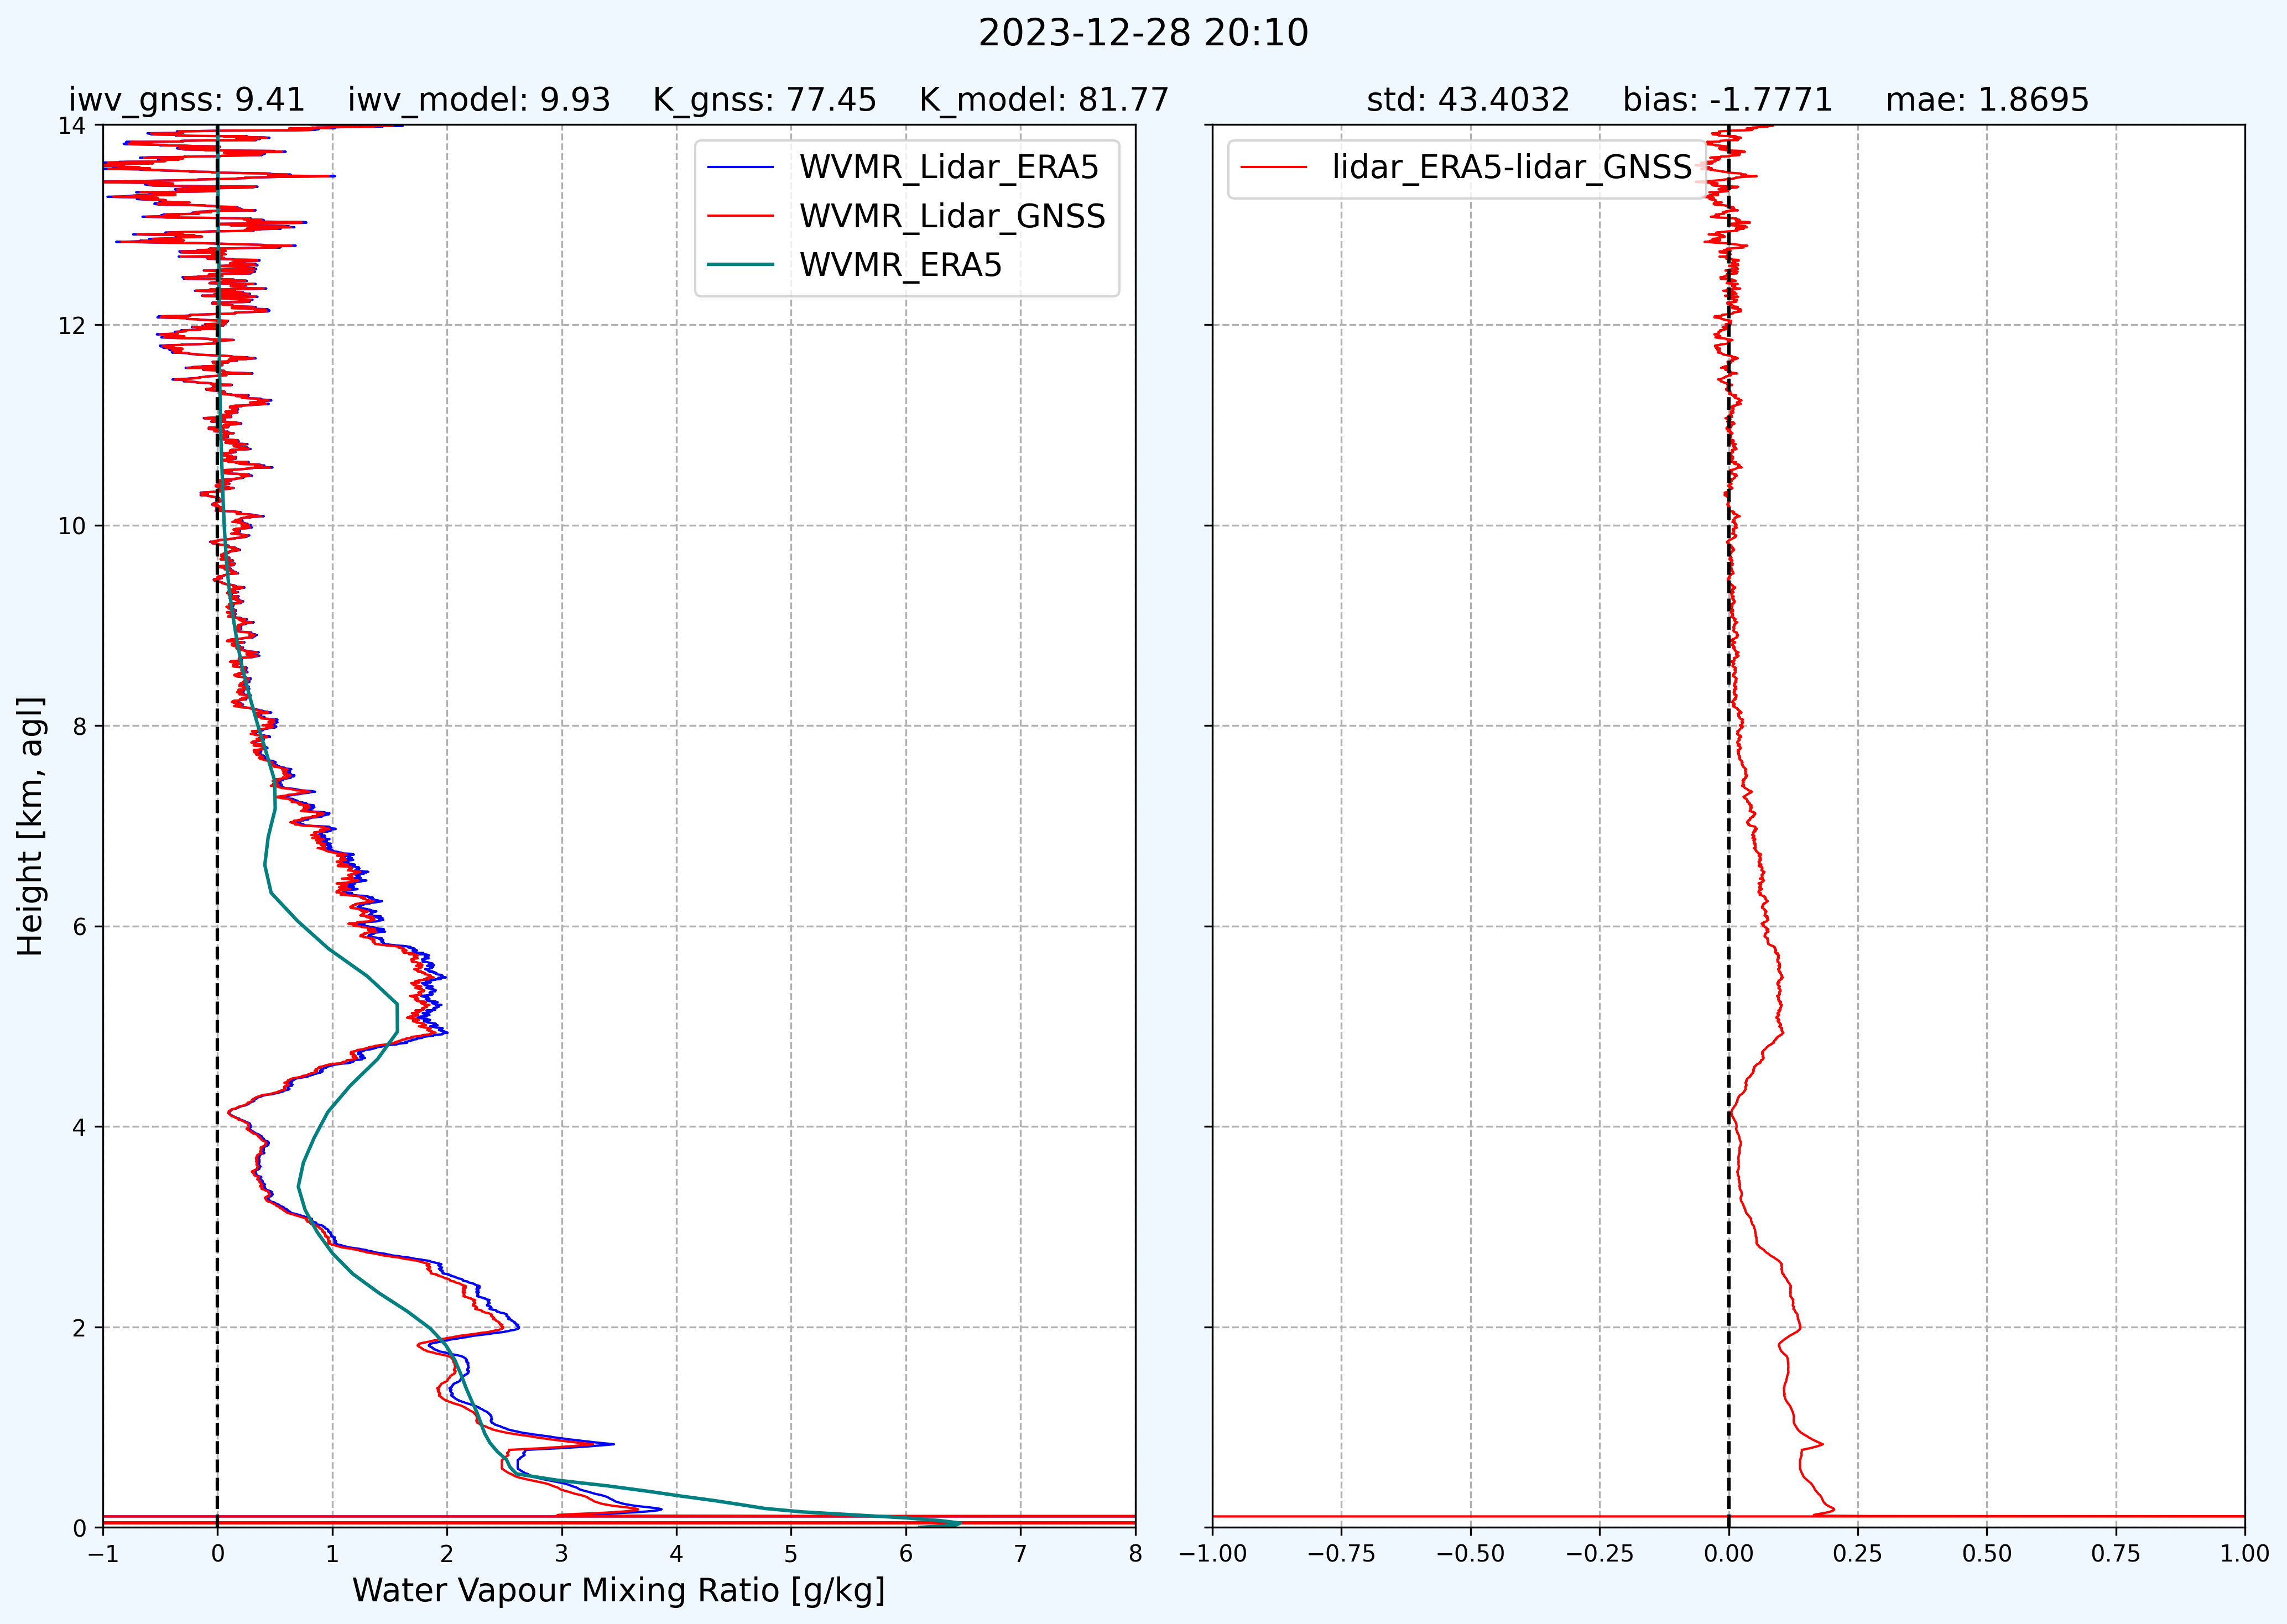 2023-12-28 20:10
iwv_gnss: 9.41 iwv_model: 9.93 K_gnss: 77.45 K_model: 81.77
std: 43.4032 bias: -1.7771 mae: 1.8695
WVMR_Lidar_ERA5
WVMR_Lidar_GNSS
WVMR_ERA5
lidar_ERA5-lidar_GNSS
14
12
10
8
6
4
2
0
Height [km, agl]
−1 0 1 2 3 4 5 6 7 8
Water Vapour Mixing Ratio [g/kg]
−1.00 −0.75 −0.50 −0.25 0.00 0.25 0.50 0.75 1.00